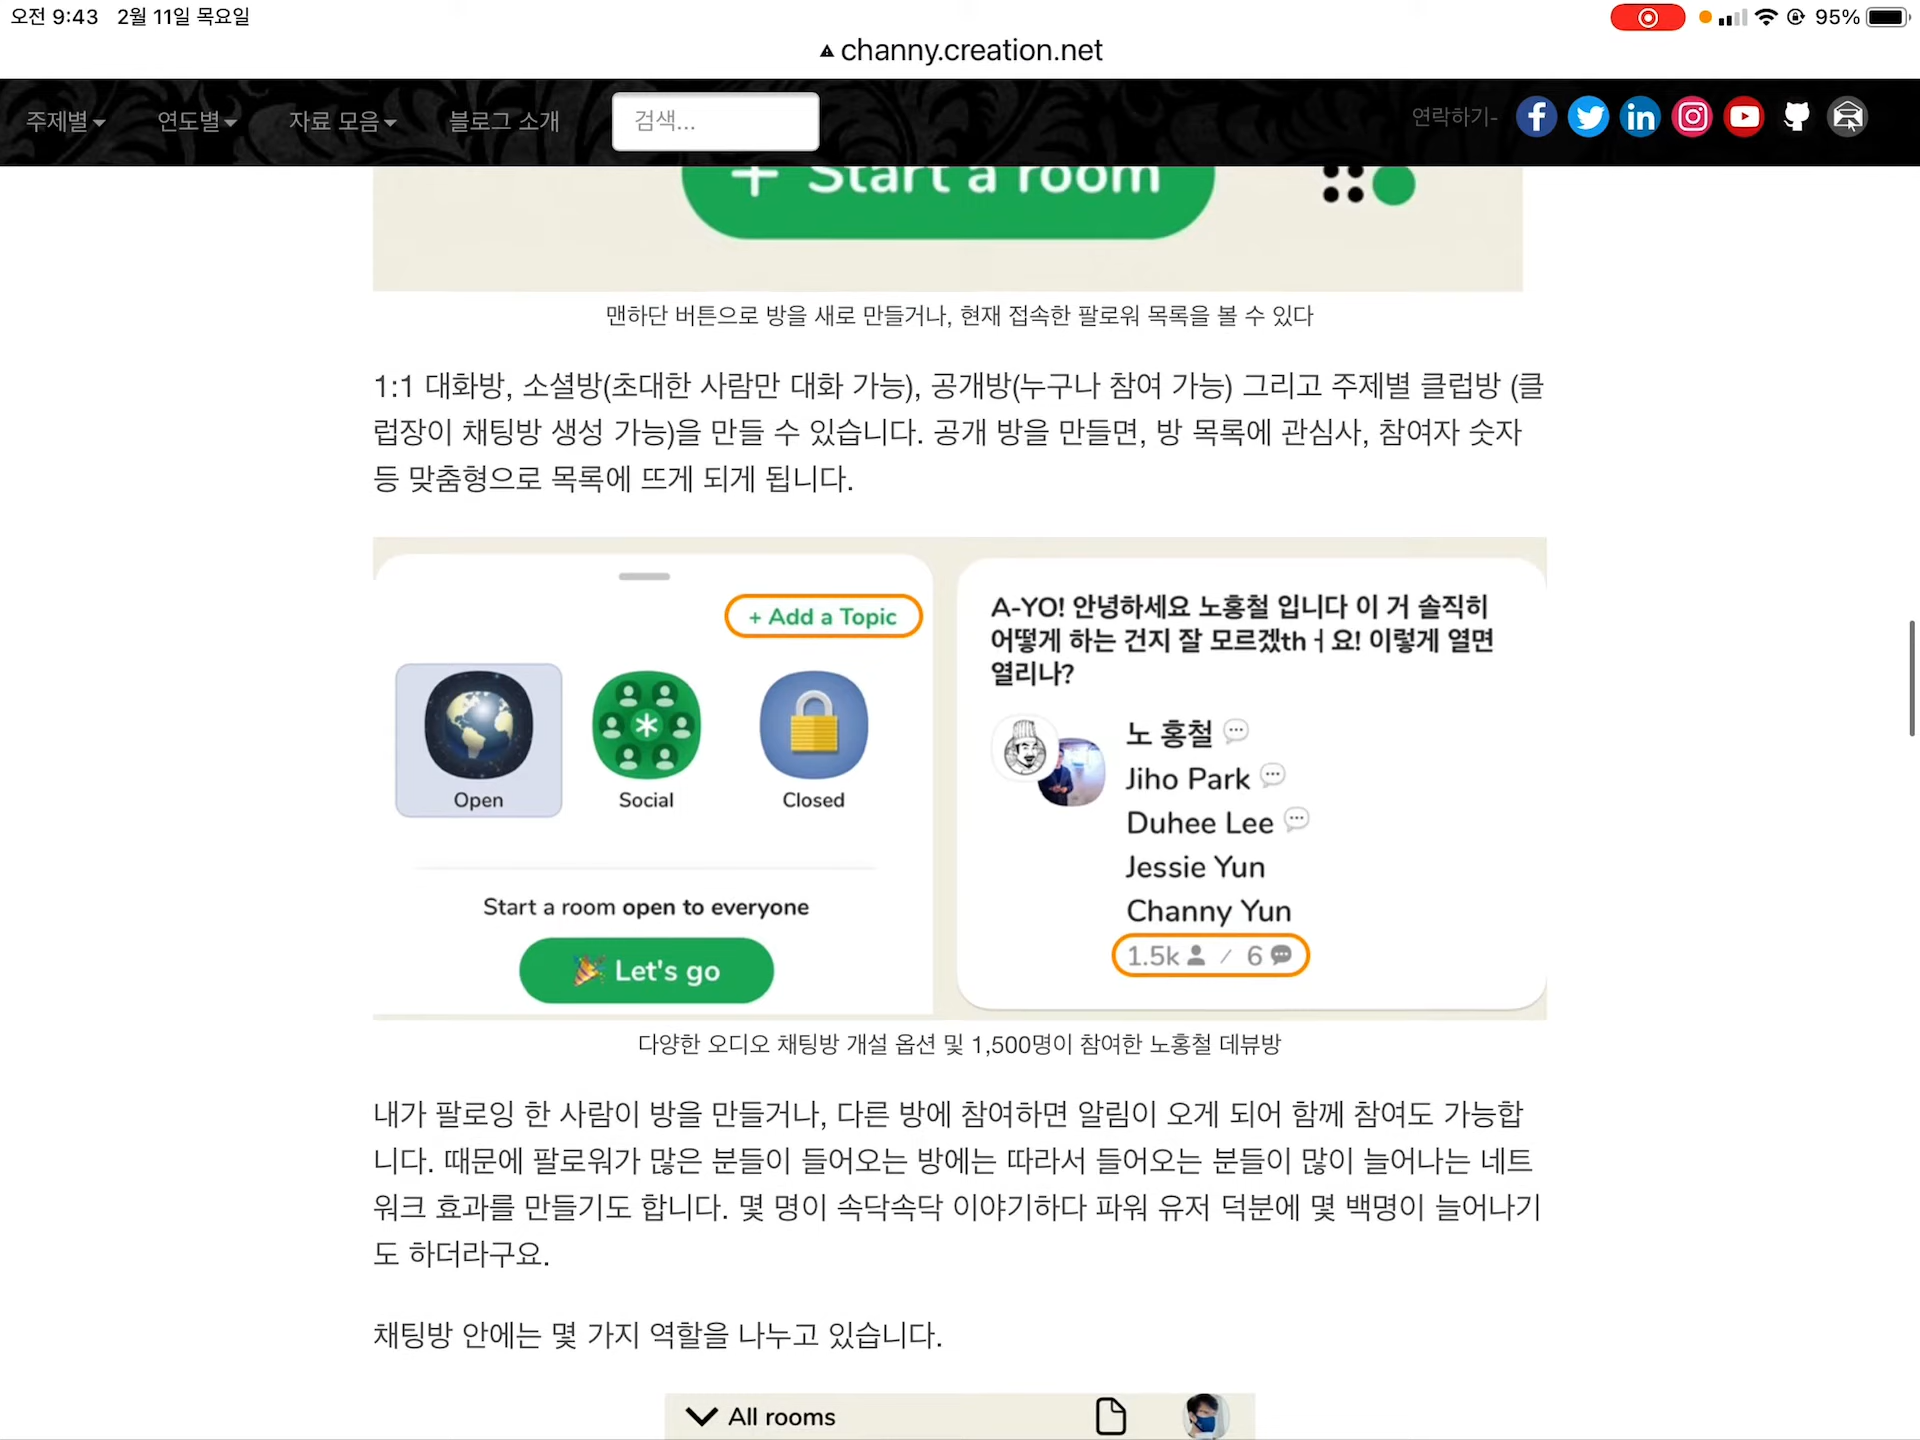 오전 9:43 2월 11일 목요일
95%
channy.creation.net
주제별 연도별 자료 모음 블로그 소개 검색... 연락하기-
+ Start a room
맨하단 버튼으로 방을 새로 만들거나, 현재 접속한 팔로워 목록을 볼 수 있다
1:1 대화방, 소셜방(초대한 사람만 대화 가능), 공개방(누구나 참여 가능) 그리고 주제별 클럽방 (클
럽장이 채팅방 생성 가능)을 만들 수 있습니다. 공개 방을 만들면, 방 목록에 관심사, 참여자 숫자
등 맞춤형으로 목록에 뜨게 되게 됩니다.
+ Add a Topic
Open Social Closed
Start a room open to everyone
Let's go
A-YO! 안녕하세요 노홍철 입니다 이 거 솔직히
어떻게 하는 건지 잘 모르겠thㅓ요! 이렇게 열면
열리나?
노 홍철
Jiho Park
Duhee Lee
Jessie Yun
Channy Yun
1.5k / 6
다양한 오디오 채팅방 개설 옵션 및 1,500명이 참여한 노홍철 데뷰방
내가 팔로잉 한 사람이 방을 만들거나, 다른 방에 참여하면 알림이 오게 되어 함께 참여도 가능합
니다. 때문에 팔로워가 많은 분들이 들어오는 방에는 따라서 들어오는 분들이 많이 늘어나는 네트
워크 효과를 만들기도 합니다. 몇 명이 속닥속닥 이야기하다 파워 유저 덕분에 몇 백명이 늘어나기
도 하더라구요.
채팅방 안에는 몇 가지 역할을 나누고 있습니다.
All rooms